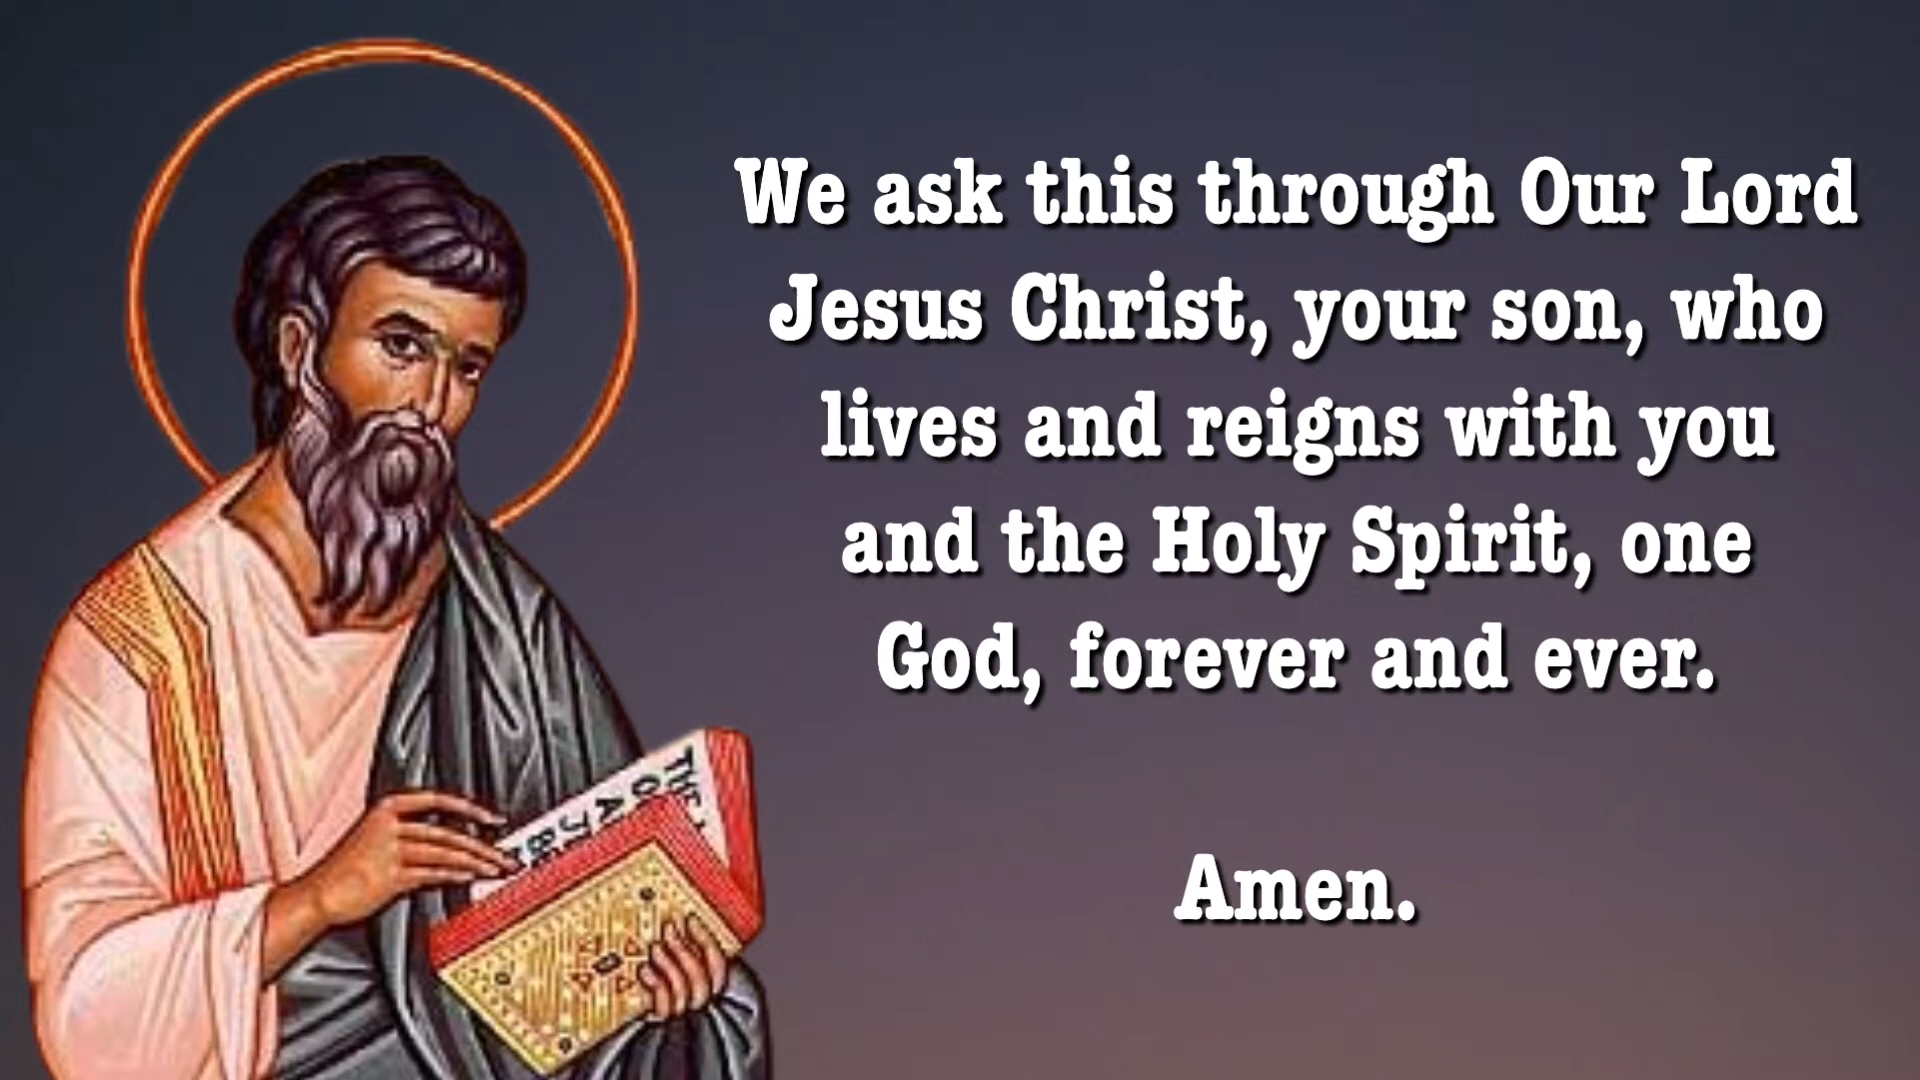 We ask this through Our Lord
Jesus Christ, your son, who
lives and reigns with you
and the Holy Spirit, one
God, forever and ever.
Amen.
THE